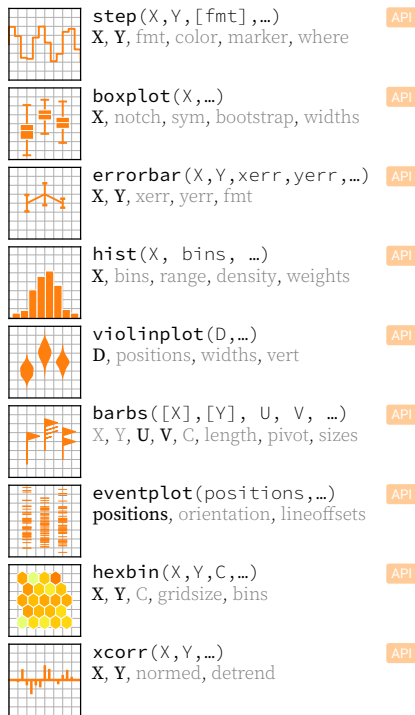 step(X,Y,[fmt],…) API
X, Y, fmt, color, marker, where
boxplot(X,…) API
X, notch, sym, bootstrap, widths
errorbar(X,Y,xerr,yerr,…) API
X, Y, xerr, yerr, fmt
hist(X, bins, …) API
X, bins, range, density, weights
violinplot(D,…) API
D, positions, widths, vert
barbs([X],[Y], U, V, …) API
X, Y, U, V, C, length, pivot, sizes
eventplot(positions,…) API
positions, orientation, lineoffsets
hexbin(X,Y,C,…) API
X, Y, C, gridsize, bins
xcorr(X,Y,…) API
X, Y, normed, detrend